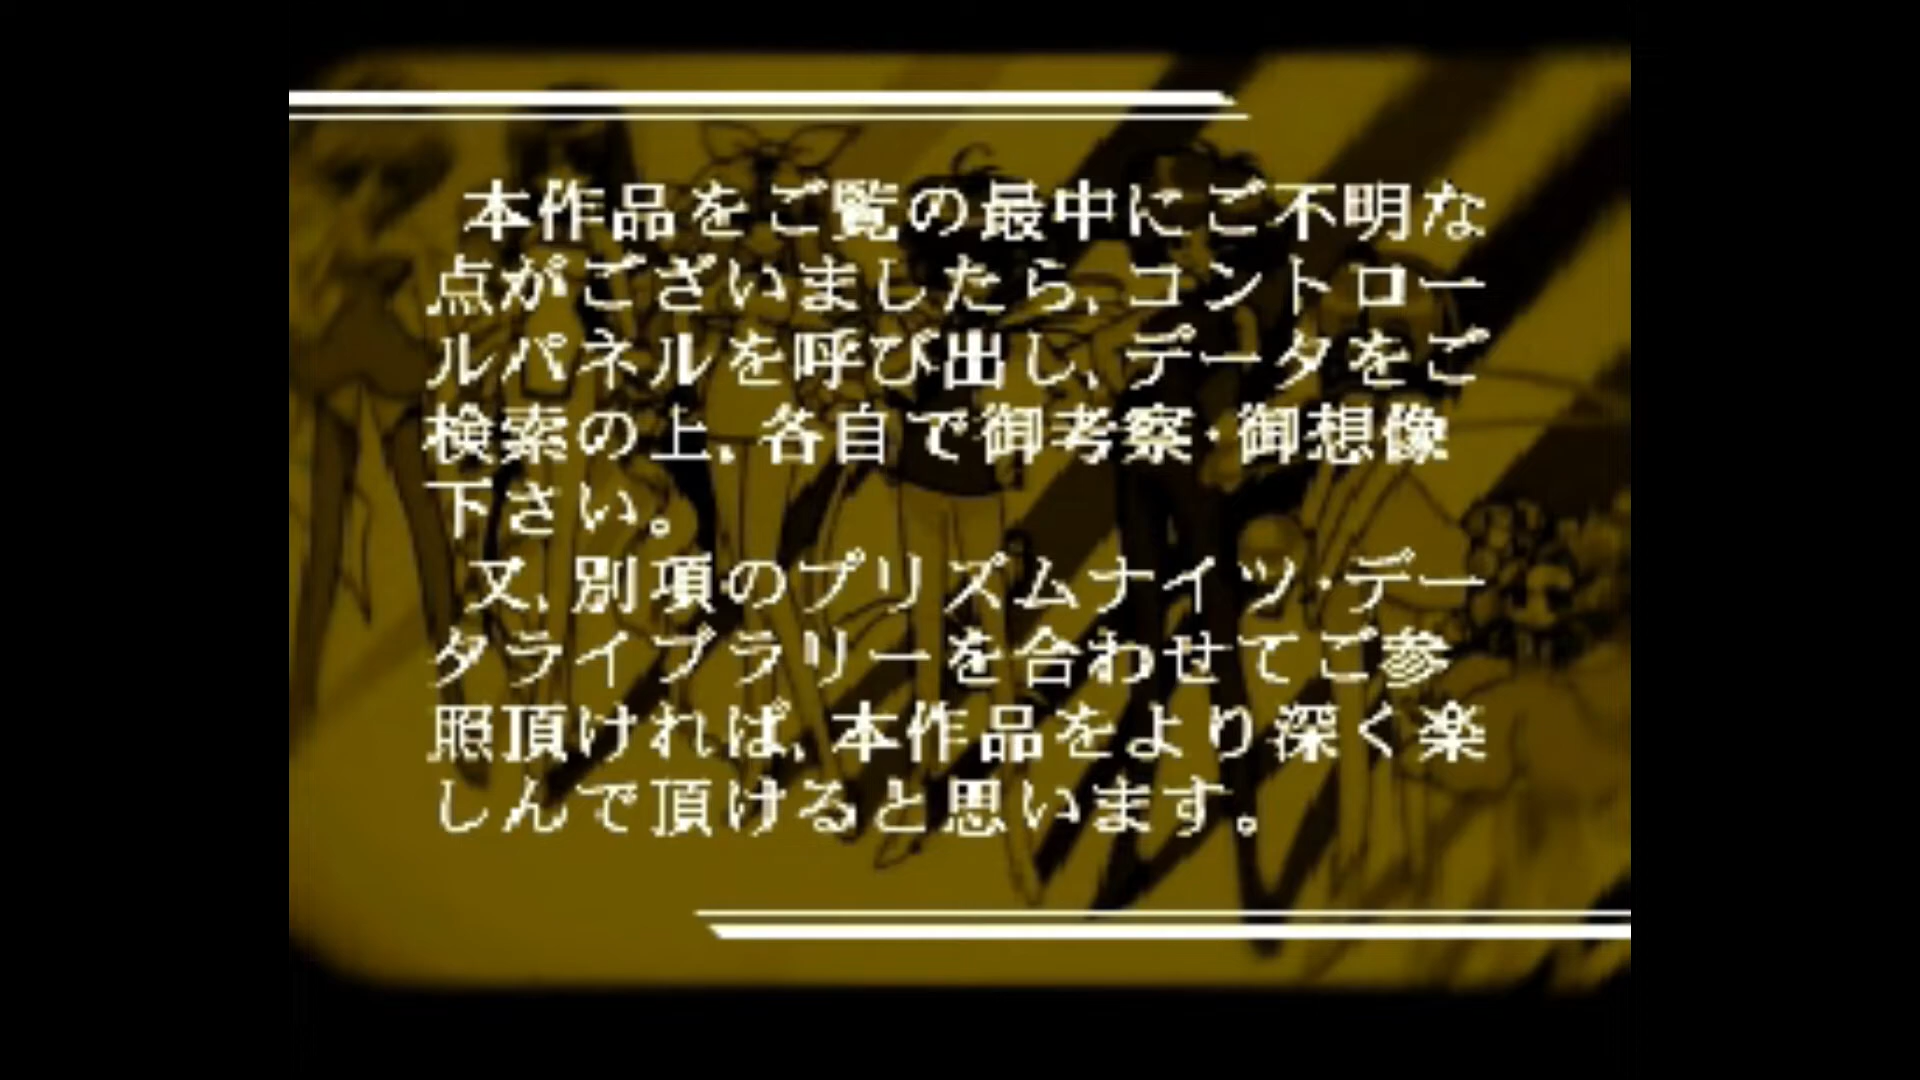 本作品をご覧の最中にご不明な
点がございましたら、コントロー
ルパネルを呼び出し、データをご
検索の上、各自で御考察・御想像
下さい。
又、別項のプリズムナイツ・デー
タライブラリーを合わせてご参
照頂ければ、本作品をより深く楽
しんで頂けると思います。